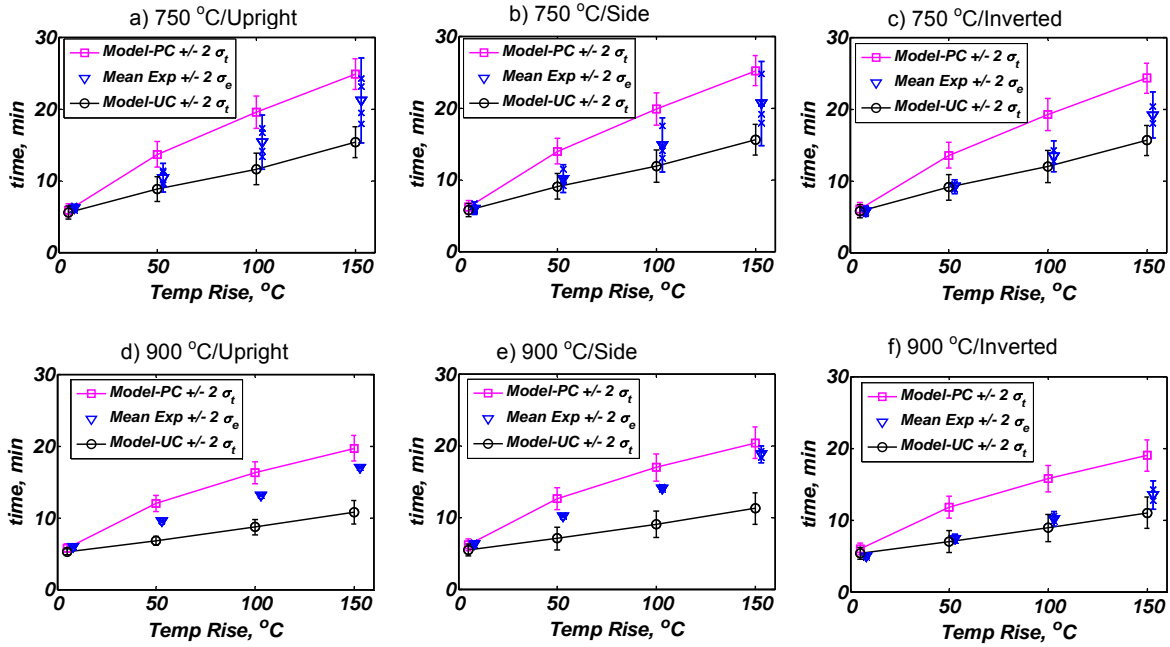 a) 750 °C/Upright
30
20
10
0
time, min
Model-PC +/- 2 σt
Mean Exp +/- 2 σe
Model-UC +/- 2 σt
0 50 100 150
Temp Rise, °C
b) 750 °C/Side
30
20
10
0
time, min
Model-PC +/- 2 σt
Mean Exp +/- 2 σe
Model-UC +/- 2 σt
0 50 100 150
Temp Rise, °C
c) 750 °C/Inverted
30
20
10
0
time, min
Model-PC +/- 2 σt
Mean Exp +/- 2 σe
Model-UC +/- 2 σt
0 50 100 150
Temp Rise, °C
d) 900 °C/Upright
30
20
10
0
time, min
Model-PC +/- 2 σt
Mean Exp +/- 2 σe
Model-UC +/- 2 σt
0 50 100 150
Temp Rise, °C
e) 900 °C/Side
30
20
10
0
time, min
Model-PC +/- 2 σt
Mean Exp +/- 2 σe
Model-UC +/- 2 σt
0 50 100 150
Temp Rise, °C
f) 900 °C/Inverted
30
20
10
0
time, min
Model-PC +/- 2 σt
Mean Exp +/- 2 σe
Model-UC +/- 2 σt
0 50 100 150
Temp Rise, °C